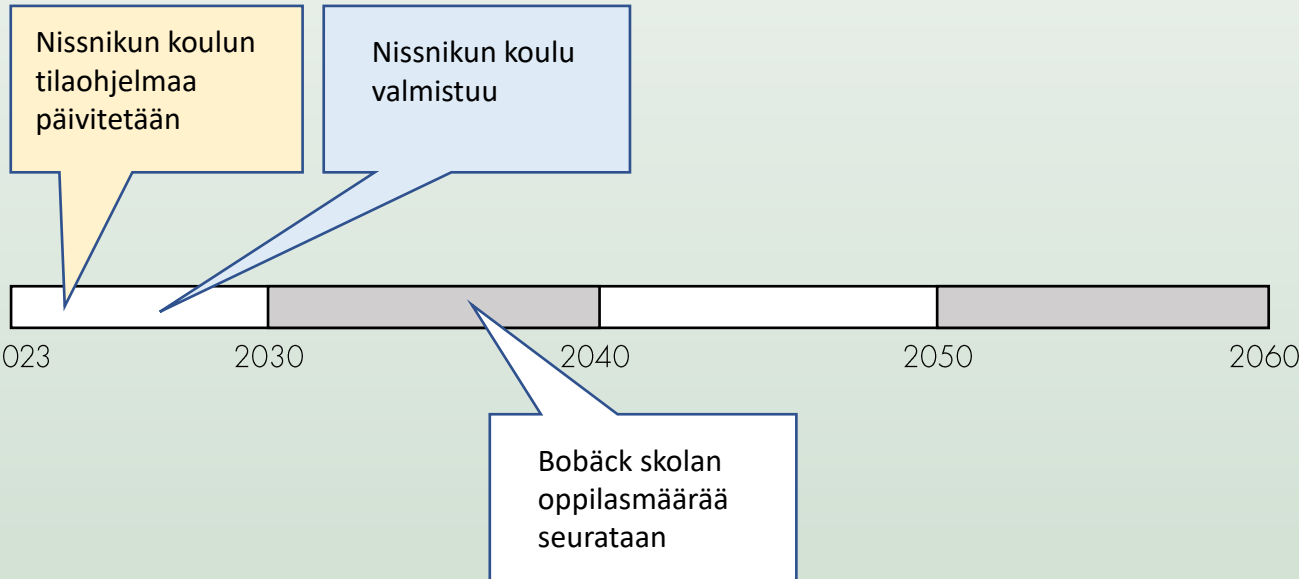 Nissnikun koulun
tilaohjelmaa
päivitetään
Nissnikun koulu
valmistuu
023
2030
2040
2050
2060
Bobäck skolan
oppilasmäärää
seurataan